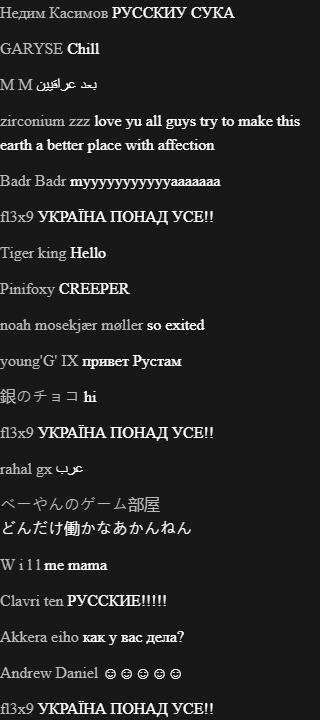 Недим Касимов РУССКИУ СУКА
GARYSE Chill
M M بعد عراقيين
zirconium zzz love yu all guys try to make this
earth a better place with affection
Badr Badr myyyyyyyyyyyaaaaaaa
fl3x9 УКРАЇНА ПОНАД УСЕ!!
Tiger king Hello
Pinifoxy CREEPER
noah mosekjær møller so exited
young'G' IX привет Рустам
銀のチョコ hi
fl3x9 УКРАЇНА ПОНАД УСЕ!!
rahal gx عرب
べーやんのゲーム部屋
どんだけ働かなあかんねん
W i l l me mama
Clavri ten РУССКИЕ!!!!!
Akkera eiho как у вас дела?
Andrew Daniel ☺☺☺☺☺
fl3x9 УКРАЇНА ПОНАД УСЕ!!